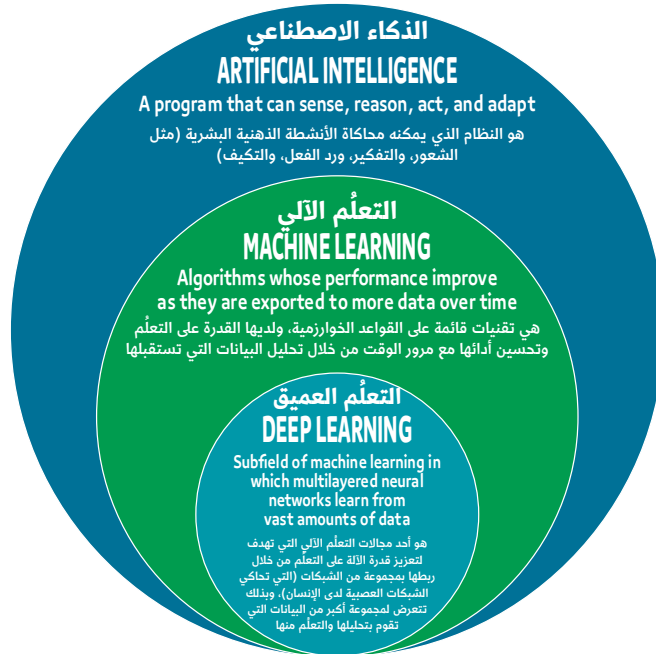 الذكاء الاصطناعي
ARTIFICIAL INTELLIGENCE
A program that can sense, reason, act, and adapt
هو النظام الذي يمكنه محاكاة الأنشطة الذهنية البشرية (مثل
الشعور، والتفكير، ورد الفعل، والتكيف)
التعلُم الآلي
MACHINE LEARNING
Algorithms whose performance improve
as they are exported to more data over time
هي تقنيات قائمة على القواعد الخوارزمية، ولديها القدرة على التعلُم
وتحسين أدائها مع مرور الوقت من خلال تحليل البيانات التي تستقبلها
التعلُم العميق
DEEP LEARNING
Subfield of machine learning in
which multilayered neural
networks learn from
vast amounts of data
هو أحد مجالات التعلُم الآلي التي تهدف
لتعزيز قدرة الآلة على التعلُم من خلال
ربطها بمجموعة من الشبكات (التي تحاكي
الشبكات العصبية لدى الإنسان)، وبذلك
تتعرض لمجموعة أكبر من البيانات التي
تقوم بتحليلها والتعلُم منها